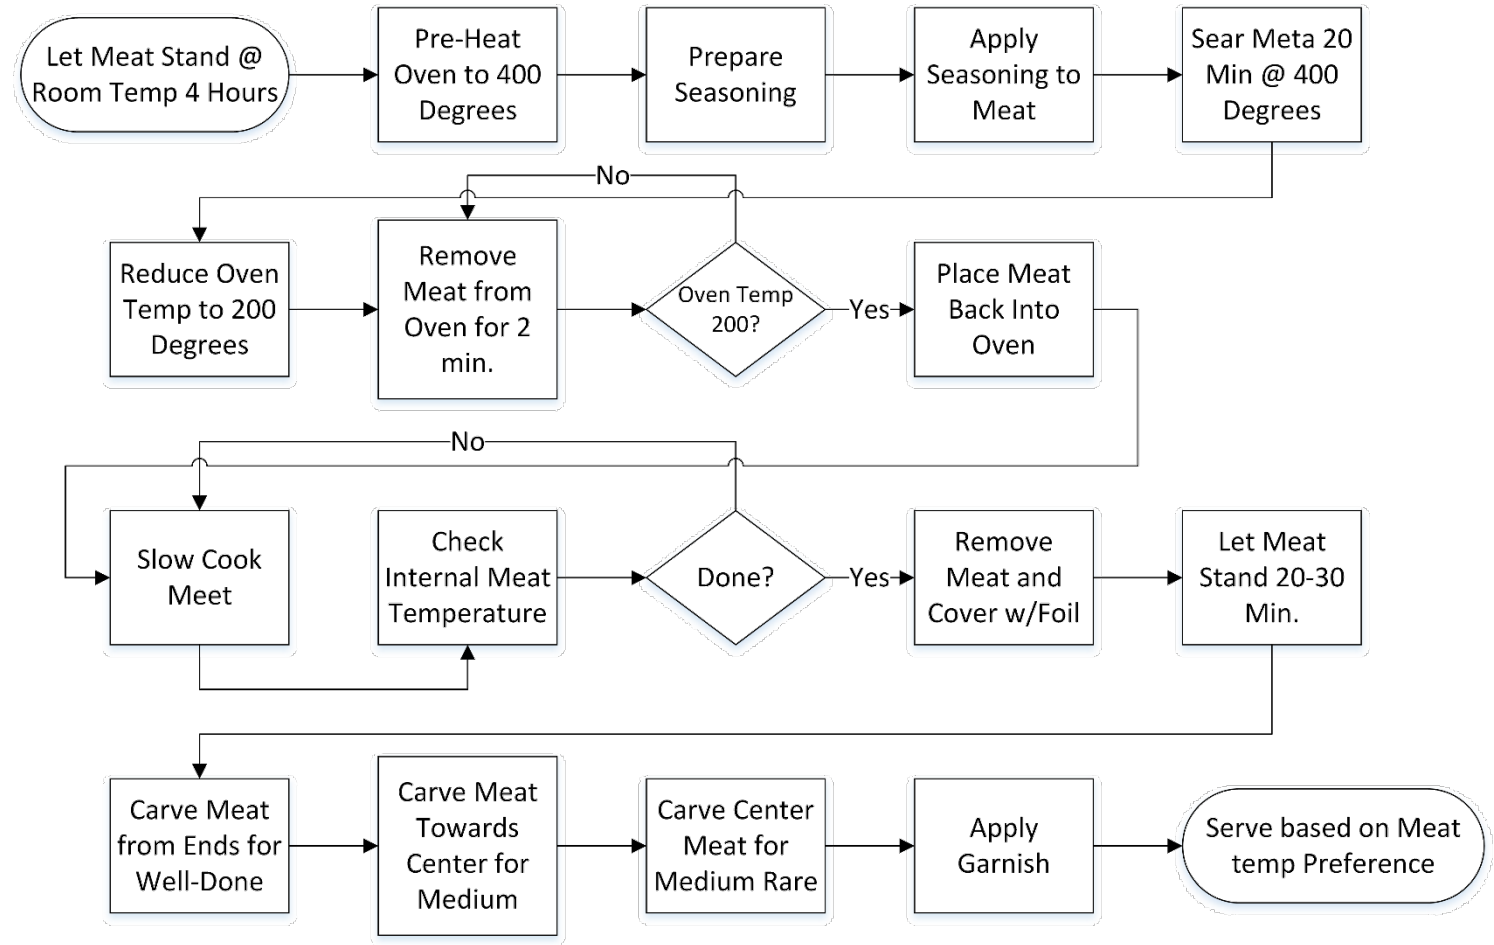 Let Meat Stand @
Room Temp 4 Hours
Pre-Heat
Oven to 400
Degrees
Prepare
Seasoning
Apply
Seasoning to
Meat
Sear Meta 20
Min @ 400
Degrees
No
Reduce Oven
Temp to 200
Degrees
Remove
Meat from
Oven for 2
min.
Oven Temp
200?
Yes
Place Meat
Back Into
Oven
No
Slow Cook
Meet
Check
Internal Meat
Temperature
Done?
Yes
Remove
Meat and
Cover w/Foil
Let Meat
Stand 20-30
Min.
Carve Meat
from Ends for
Well-Done
Carve Meat
Towards
Center for
Medium
Carve Center
Meat for
Medium Rare
Apply
Garnish
Serve based on Meat
temp Preference